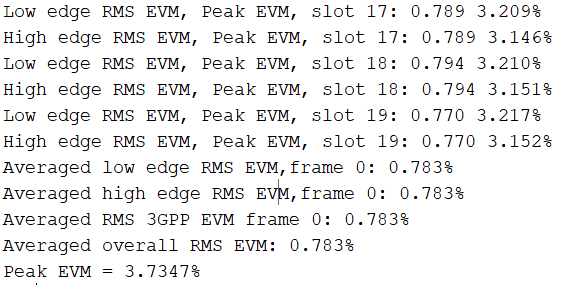 Low edge RMS EVM, Peak EVM, slot 17: 0.789 3.209%
High edge RMS EVM, Peak EVM, slot 17: 0.789 3.146%
Low edge RMS EVM, Peak EVM, slot 18: 0.794 3.210%
High edge RMS EVM, Peak EVM, slot 18: 0.794 3.151%
Low edge RMS EVM, Peak EVM, slot 19: 0.770 3.217%
High edge RMS EVM, Peak EVM, slot 19: 0.770 3.152%
Averaged low edge RMS EVM,frame 0: 0.783%
Averaged high edge RMS EVM,frame 0: 0.783%
Averaged RMS 3GPP EVM frame 0: 0.783%
Averaged overall RMS EVM: 0.783%
Peak EVM = 3.7347%